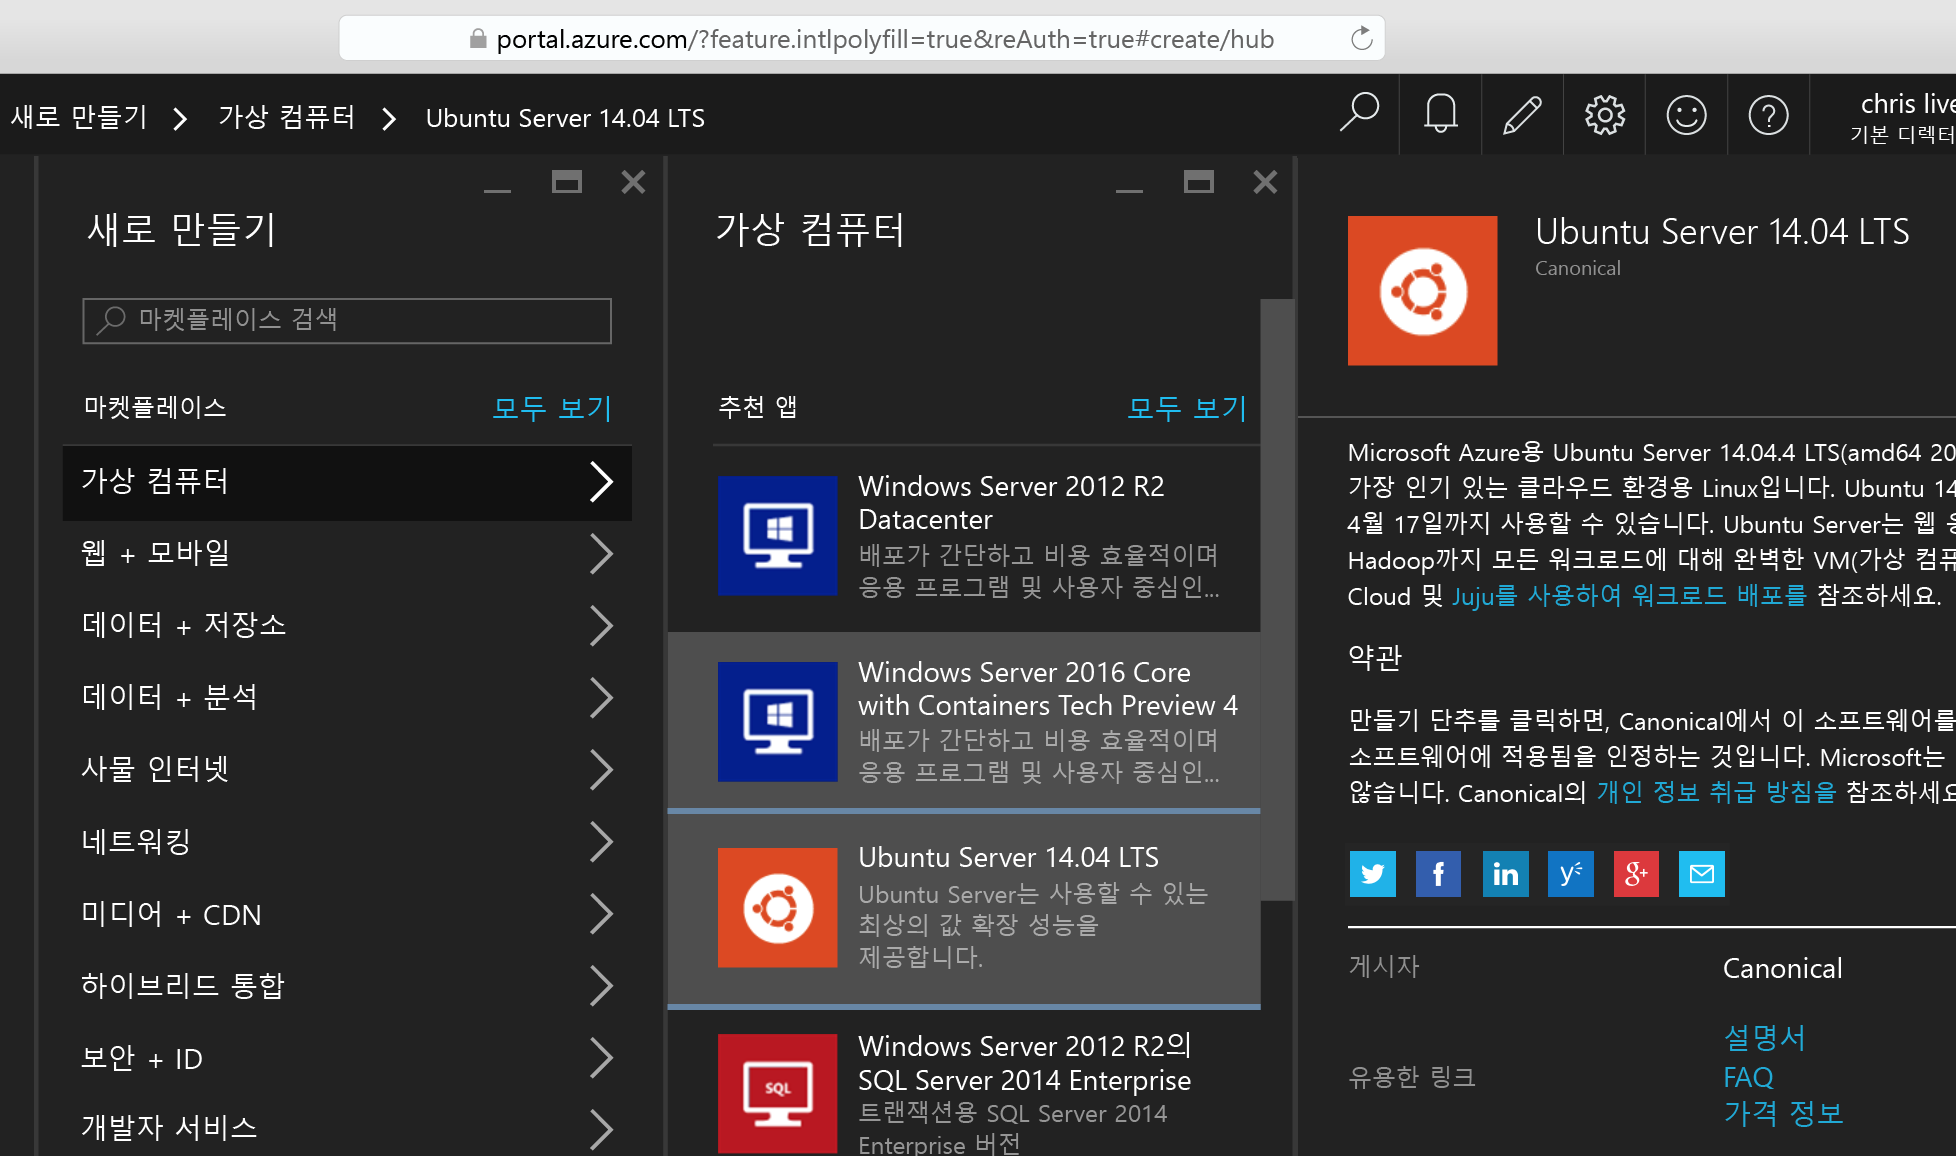 portal.azure.com/?feature.intlpolyfill=true&reAuth=true#create/hub
새로 만들기 가상 컴퓨터 Ubuntu Server 14.04 LTS
chris live
기본 디렉터
새로 만들기
마켓플레이스 검색
마켓플레이스 모두 보기
가상 컴퓨터
웹 + 모바일
데이터 + 저장소
데이터 + 분석
사물 인터넷
네트워킹
미디어 + CDN
하이브리드 통합
보안 + ID
개발자 서비스
가상 컴퓨터
추천 앱 모두 보기
Windows Server 2012 R2
Datacenter
배포가 간단하고 비용 효율적이며
응용 프로그램 및 사용자 중심인...
Windows Server 2016 Core
with Containers Tech Preview 4
배포가 간단하고 비용 효율적이며
응용 프로그램 및 사용자 중심인...
Ubuntu Server 14.04 LTS
Ubuntu Server는 사용할 수 있는
최상의 값 확장 성능을
제공합니다.
SQL
Windows Server 2012 R2의
SQL Server 2014 Enterprise
트랜잭션용 SQL Server 2014
Enterprise 버전
Ubuntu Server 14.04 LTS
Canonical
Microsoft Azure용 Ubuntu Server 14.04.4 LTS(amd64 20
가장 인기 있는 클라우드 환경용 Linux입니다. Ubuntu 14
4월 17일까지 사용할 수 있습니다. Ubuntu Server는 웹
Hadoop까지 모든 워크로드에 대해 완벽한 VM(가상 컴퓨
Cloud 및 Juju를 사용하여 워크로드 배포를 참조하세요.
약관
만들기 단추를 클릭하면, Canonical에서 이 소프트웨어를
소프트웨어에 적용됨을 인정하는 것입니다. Microsoft는
않습니다. Canonical의 개인 정보 취급 방침을 참조하세요
게시자 Canonical
유용한 링크
설명서
FAQ
가격 정보